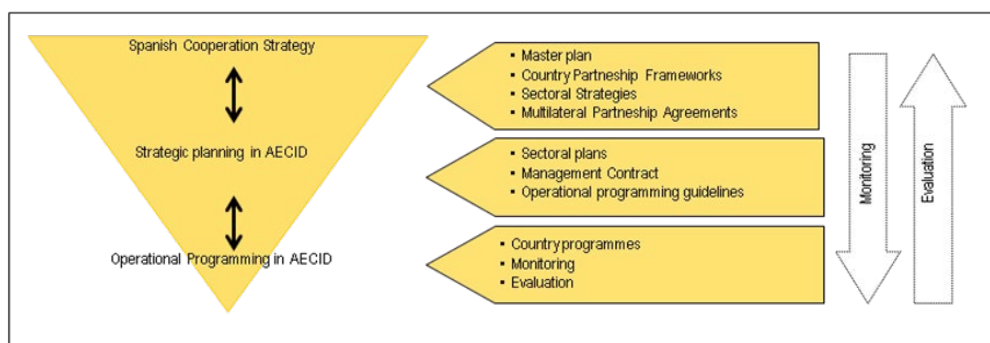 Spanish Cooperation Strategy
Strategic planning in AECID
Operational Programming in AECID
▪ Master plan
▪ Country Partneship Frameworks
▪ Sectoral Strategies
▪ Multilateral Partneship Agreements
▪ Sectoral plans
▪ Management Contract
▪ Operational programming guidelines
▪ Country programmes
▪ Monitoring
▪ Evaluation
Monitoring
Evaluation